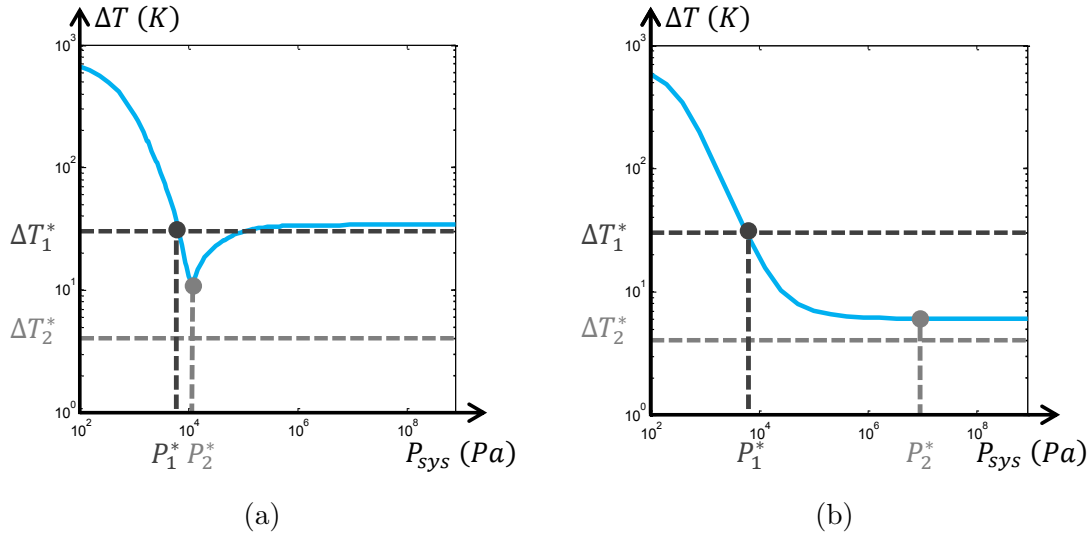 ΔT (K)
10³
10²
10¹
10⁰
ΔT₁*
ΔT₂*
10² 10⁴ 10⁶ 10⁸
P₁* P₂* P_sys (Pa)
(a)
ΔT (K)
10³
10²
10¹
10⁰
ΔT₁*
ΔT₂*
10² 10⁴ 10⁶ 10⁸
P₁* P₂* P_sys (Pa)
(b)